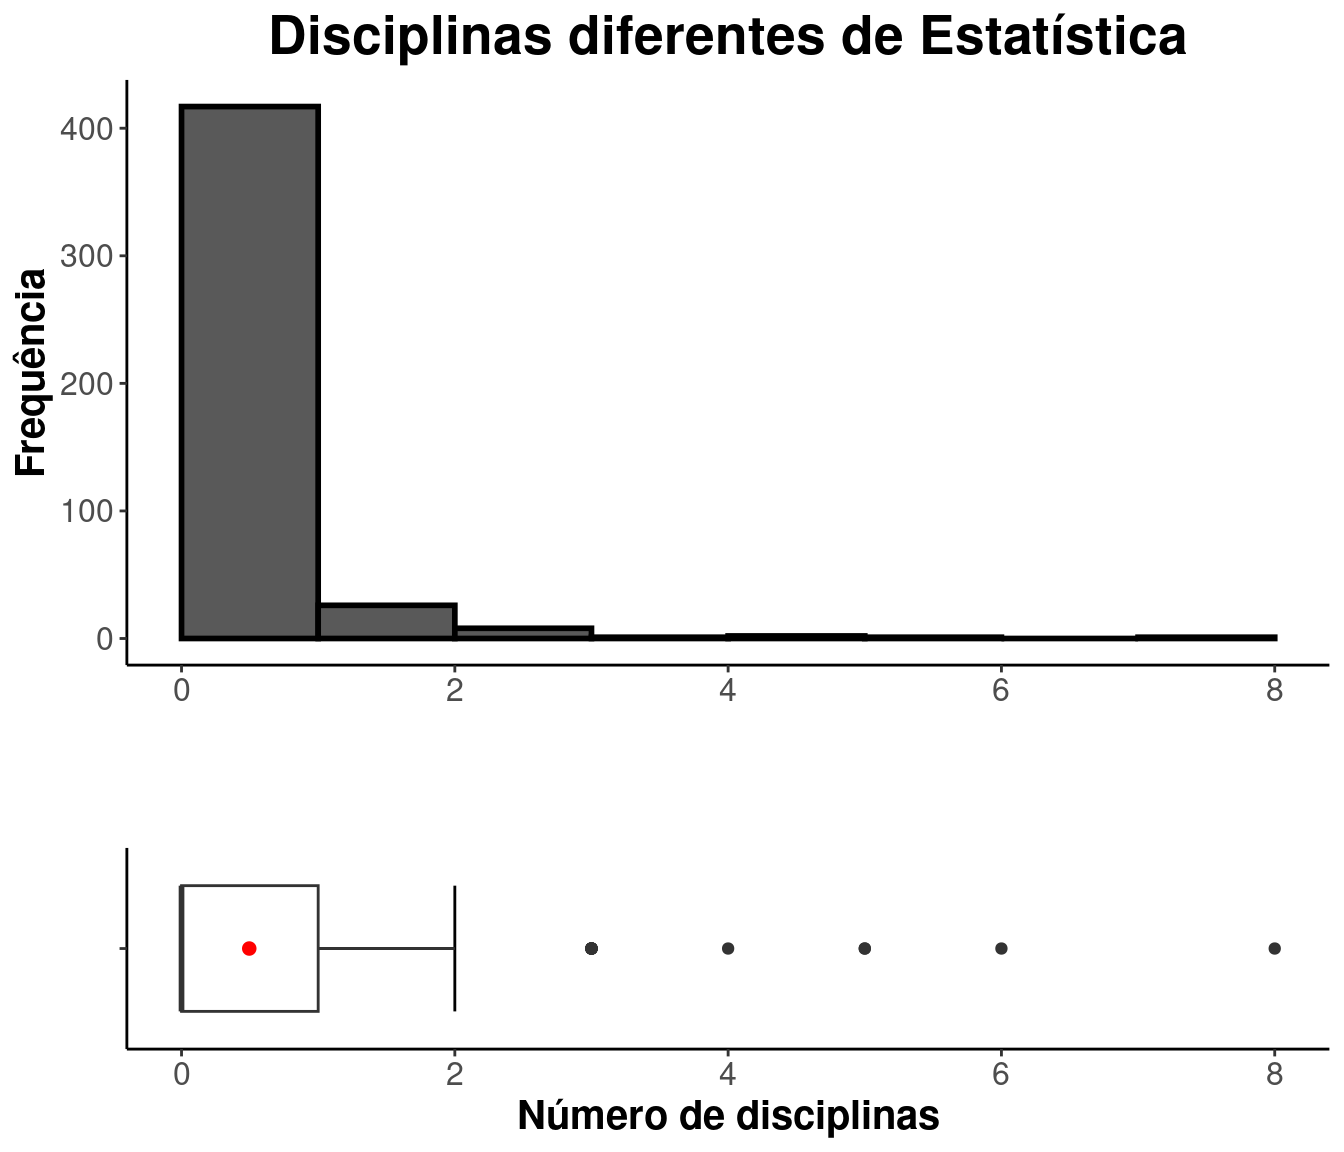 Disciplinas diferentes de Estatística
Frequência
400
300
200
100
0
0 2 4 6 8
0 2 4 6 8
Número de disciplinas